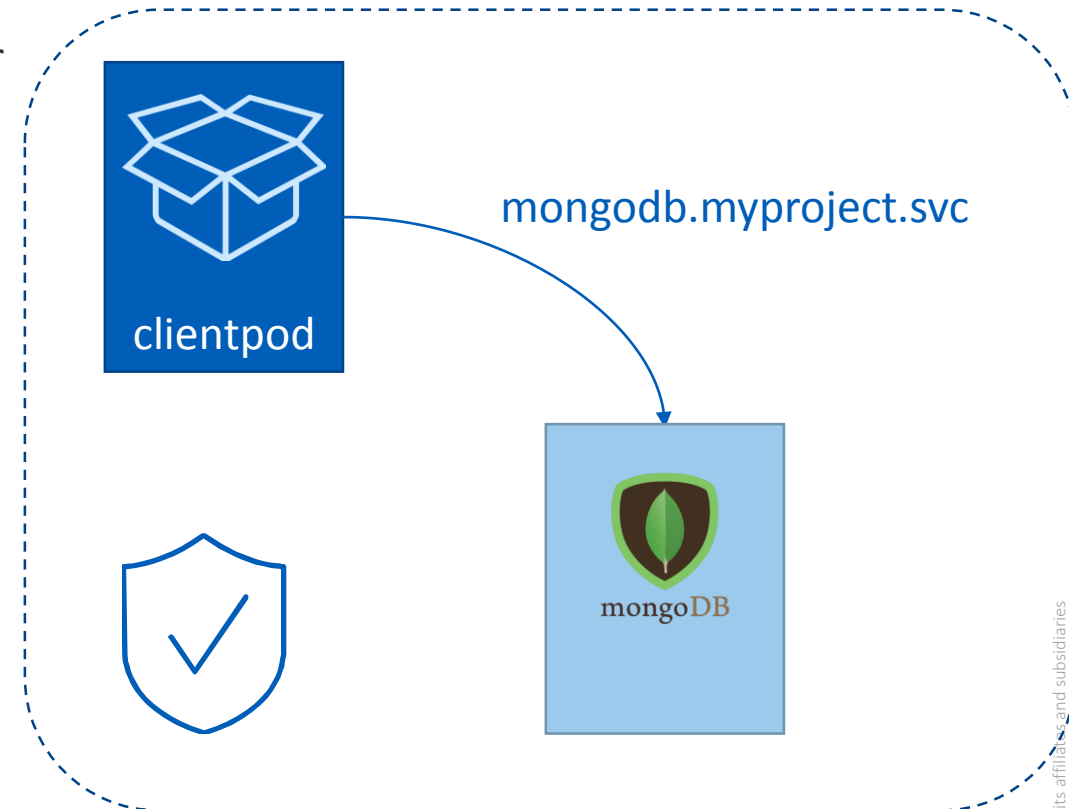 mongodb.myproject.svc
clientpod
mongoDB
its affiliates and subsidiaries